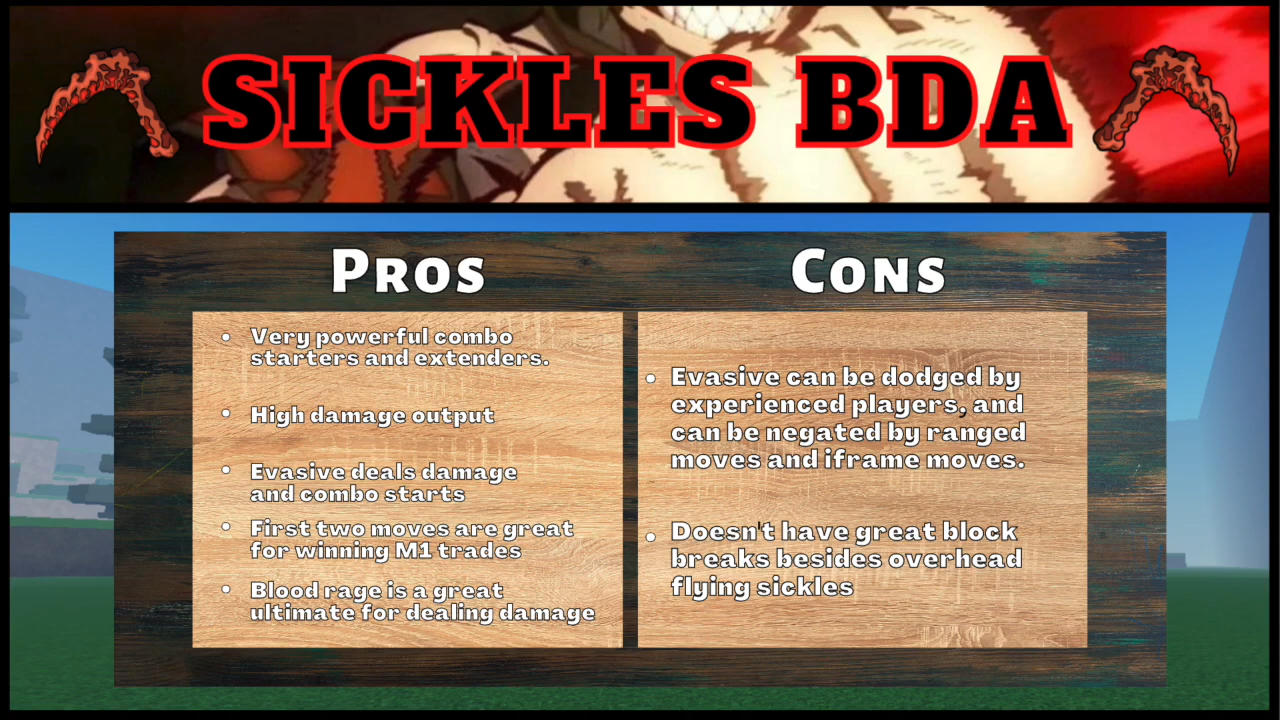 SICKLES BDA
Pros
• Very powerful combo
starters and extenders.
• High damage output
• Evasive deals damage
and combo starts
• First two moves are great
for winning M1 trades
• Blood rage is a great
ultimate for dealing damage
Cons
• Evasive can be dodged by
experienced players, and
can be negated by ranged
moves and iframe moves.
• Doesn't have great block
breaks besides overhead
flying sickles